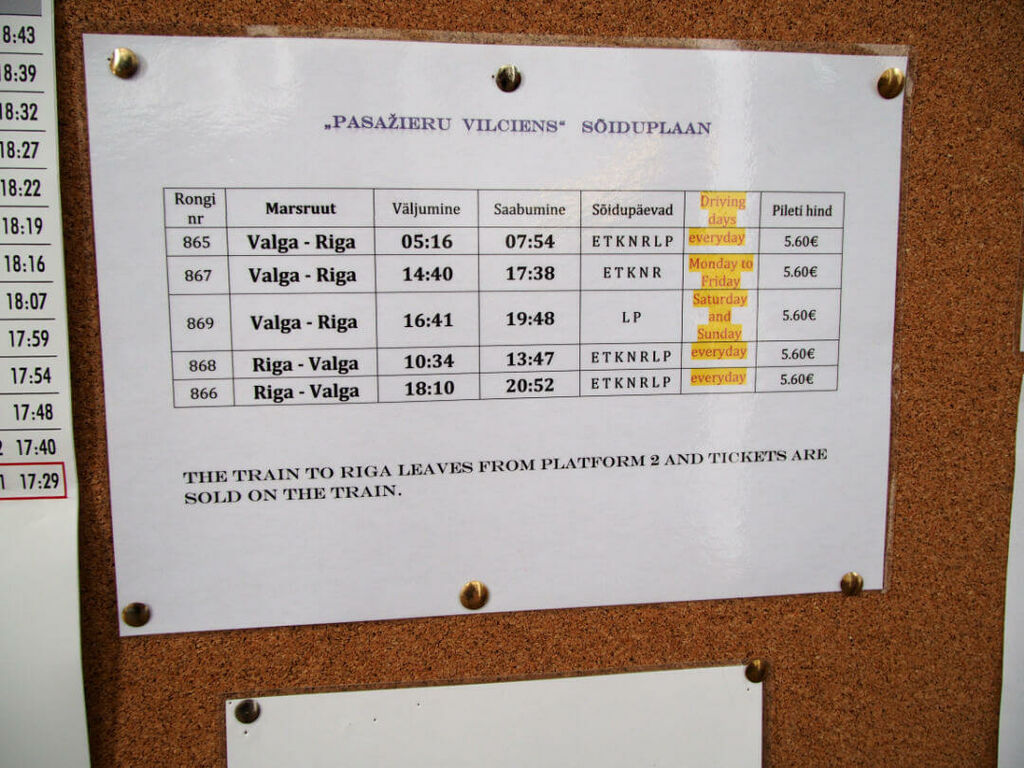 8:43
18:39
18:32
18:27
18:22
18:19
18:16
18:07
17:59
17:54
17:48
2 17:40
1 17:29
„PASAŽIERU VILCIENS“ SÕIDUPLAAN
Rongi nr Marsruut Väljumine Saabumine Sõidupäevad Driving days Pileti hind
865 Valga - Riga 05:16 07:54 E T K N R L P everyday 5.60€
867 Valga - Riga 14:40 17:38 E T K N R Monday to Friday 5.60€
869 Valga - Riga 16:41 19:48 L P Saturday and Sunday 5.60€
868 Riga - Valga 10:34 13:47 E T K N R L P everyday 5.60€
866 Riga - Valga 18:10 20:52 E T K N R L P everyday 5.60€
THE TRAIN TO RIGA LEAVES FROM PLATFORM 2 AND TICKETS ARE
SOLD ON THE TRAIN.